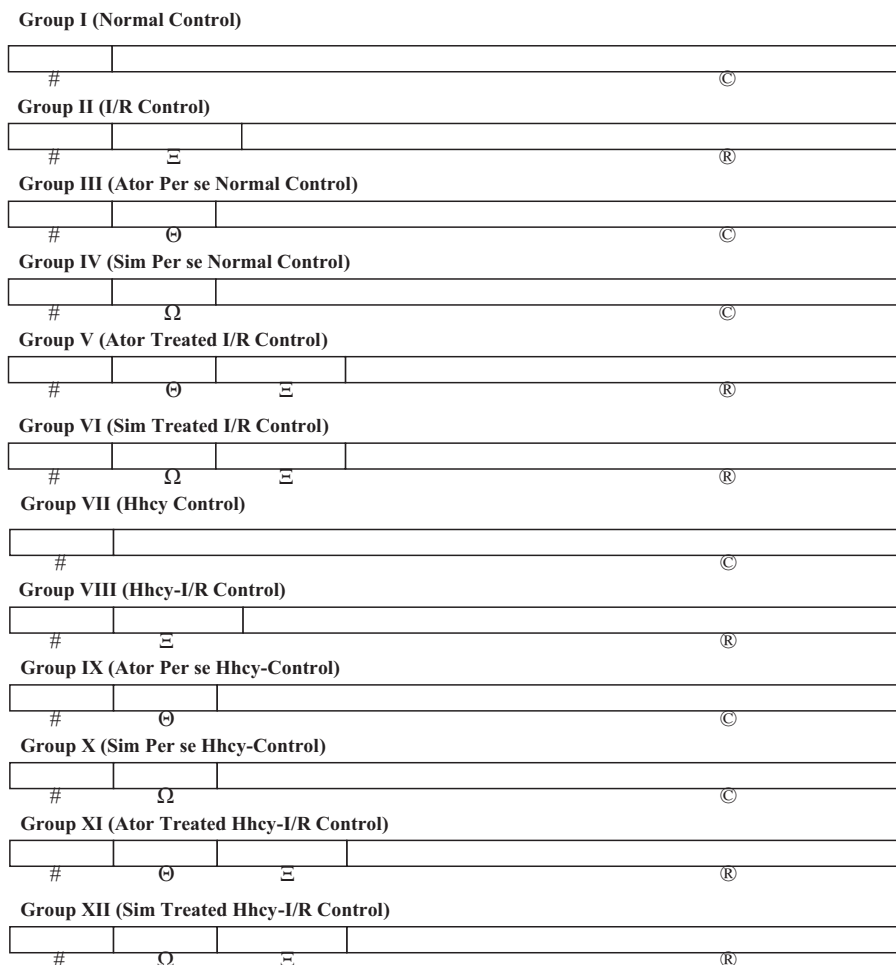 Group I (Normal Control)
# ©
Group II (I/R Control)
# Ξ ®
Group III (Ator Per se Normal Control)
# Θ ©
Group IV (Sim Per se Normal Control)
# Ω ©
Group V (Ator Treated I/R Control)
# Θ Ξ ®
Group VI (Sim Treated I/R Control)
# Ω Ξ ®
Group VII (Hhcy Control)
# ©
Group VIII (Hhcy-I/R Control)
# Ξ ®
Group IX (Ator Per se Hhcy-Control)
# Θ ©
Group X (Sim Per se Hhcy-Control)
# Ω ©
Group XI (Ator Treated Hhcy-I/R Control)
# Θ Ξ ®
Group XII (Sim Treated Hhcy-I/R Control)
# Ω Ξ ®